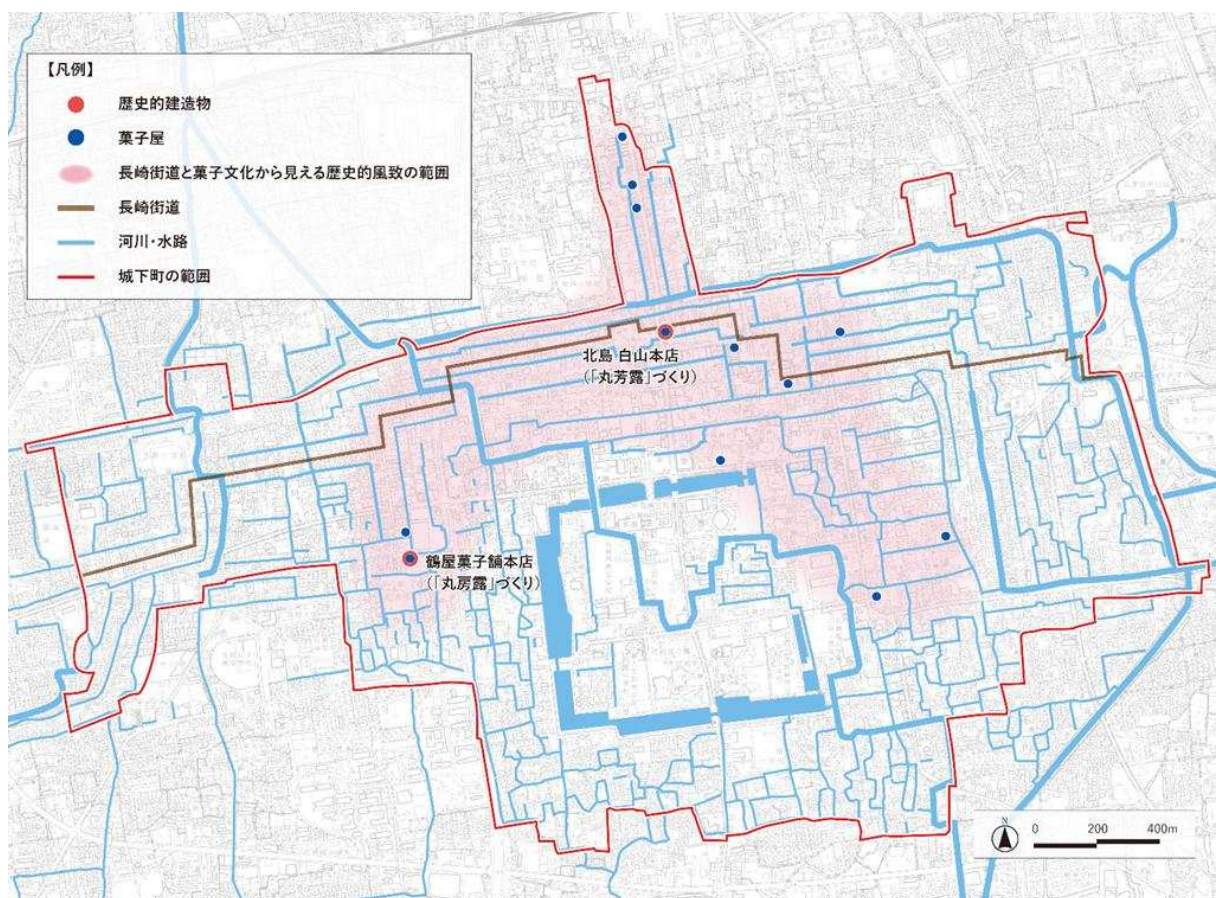 【凡例】
歴史的建造物
菓子屋
長崎街道と菓子文化から見える歴史的風致の範囲
長崎街道
河川・水路
城下町の範囲
北島 白山本店
(「丸芳露」づくり)
鶴屋菓子舗本店
(「丸房露」づくり)
0 200 400m